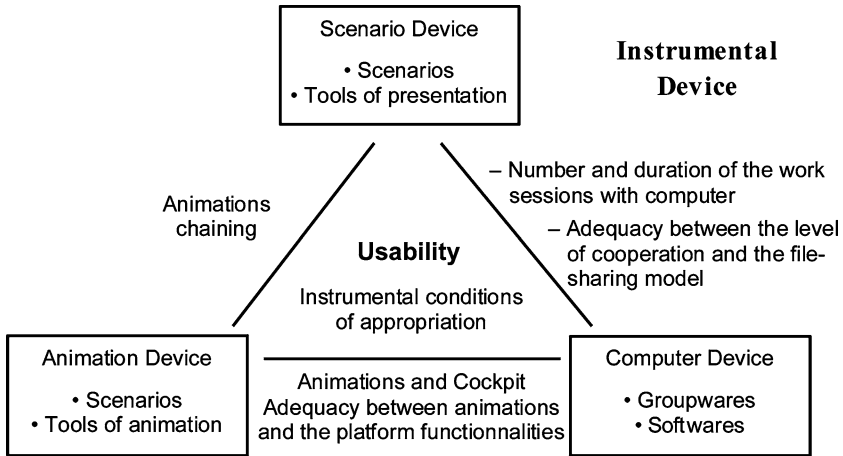 Scenario Device
• Scenarios
• Tools of presentation
Instrumental
Device
– Number and duration of the work
sessions with computer
– Adequacy between the level
of cooperation and the file-
sharing model
Animations
chaining
Usability
Instrumental conditions
of appropriation
Animation Device
• Scenarios
• Tools of animation
Animations and Cockpit
Adequacy between animations
and the platform functionnalities
Computer Device
• Groupwares
• Softwares